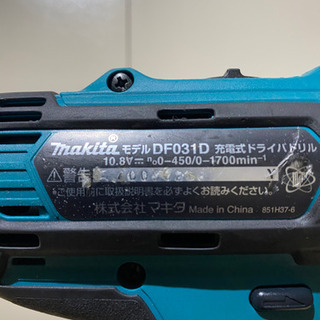 makita モデル DF031D 充電式ドライバドリル
10.8V⎓ n₀0-450/0-1700min⁻¹
⚠警告
ご使用前に取扱説明書を必ずよくお読みください。
株式会社マキタ Made in China 851H37-6